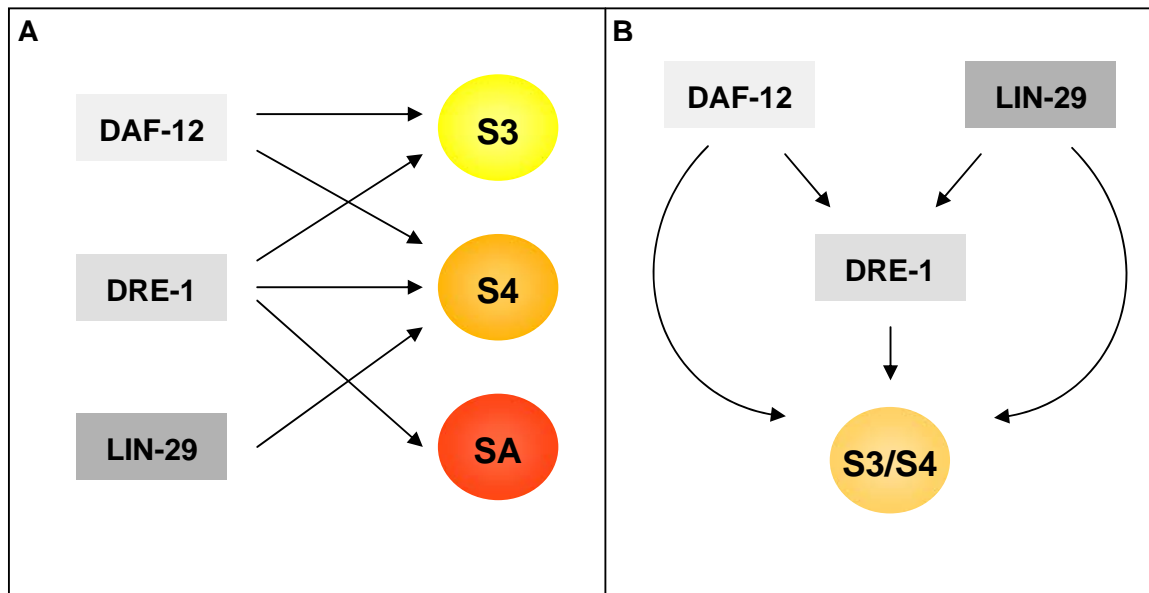 A
DAF-12
S3
DRE-1
S4
LIN-29
SA
B
DAF-12
LIN-29
DRE-1
S3/S4